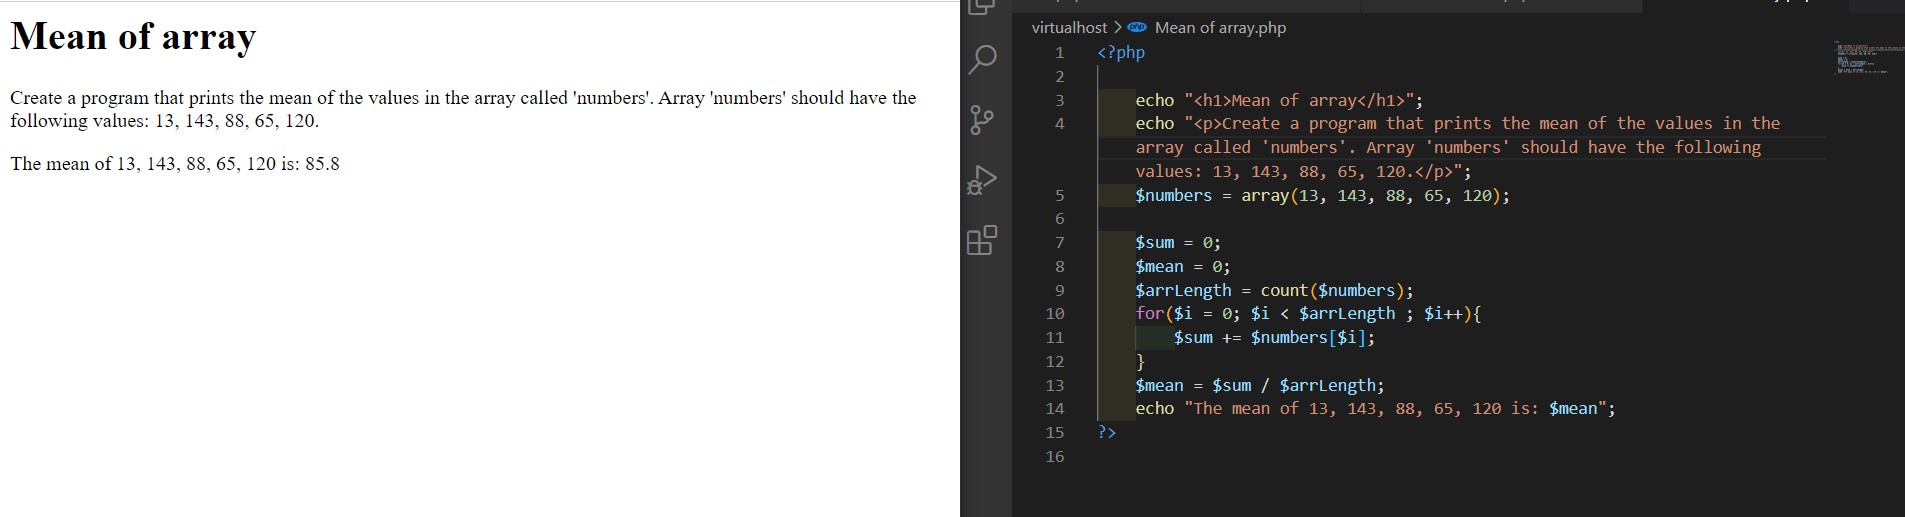 Mean of array
Create a program that prints the mean of the values in the array called 'numbers'. Array 'numbers' should have the
following values: 13, 143, 88, 65, 120.
The mean of 13, 143, 88, 65, 120 is: 85.8
virtualhost > php Mean of array.php
1 <?php
2
3 echo "<h1>Mean of array</h1>";
4 echo "<p>Create a program that prints the mean of the values in the
array called 'numbers'. Array 'numbers' should have the following
values: 13, 143, 88, 65, 120.</p>";
5 $numbers = array(13, 143, 88, 65, 120);
6
7 $sum = 0;
8 $mean = 0;
9 $arrLength = count($numbers);
10 for($i = 0; $i < $arrLength ; $i++){
11 $sum += $numbers[$i];
12 }
13 $mean = $sum / $arrLength;
14 echo "The mean of 13, 143, 88, 65, 120 is: $mean";
15 ?>
16